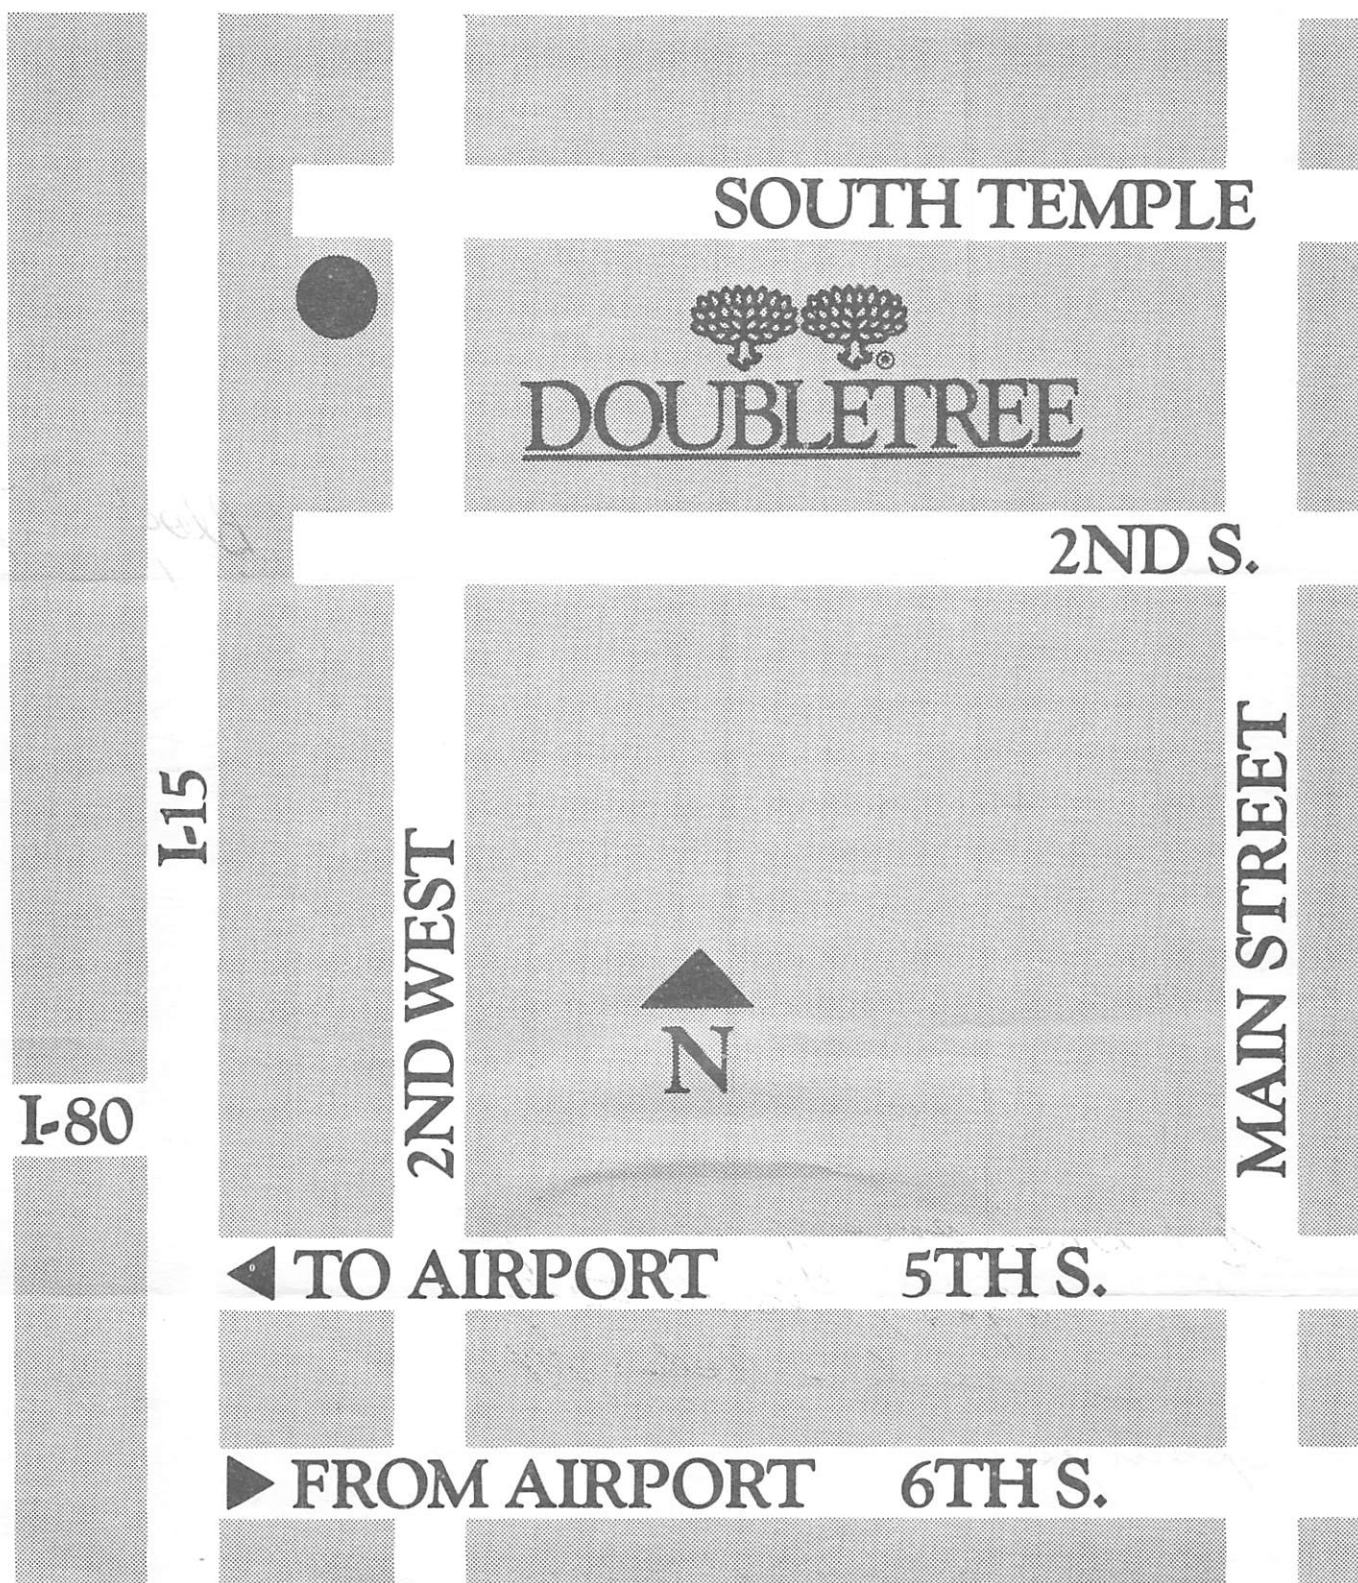 SOUTH TEMPLE
DOUBLETREE
2ND S.
I-15
2ND WEST
MAIN STREET
N
I-80
TO AIRPORT 5TH S.
FROM AIRPORT 6TH S.